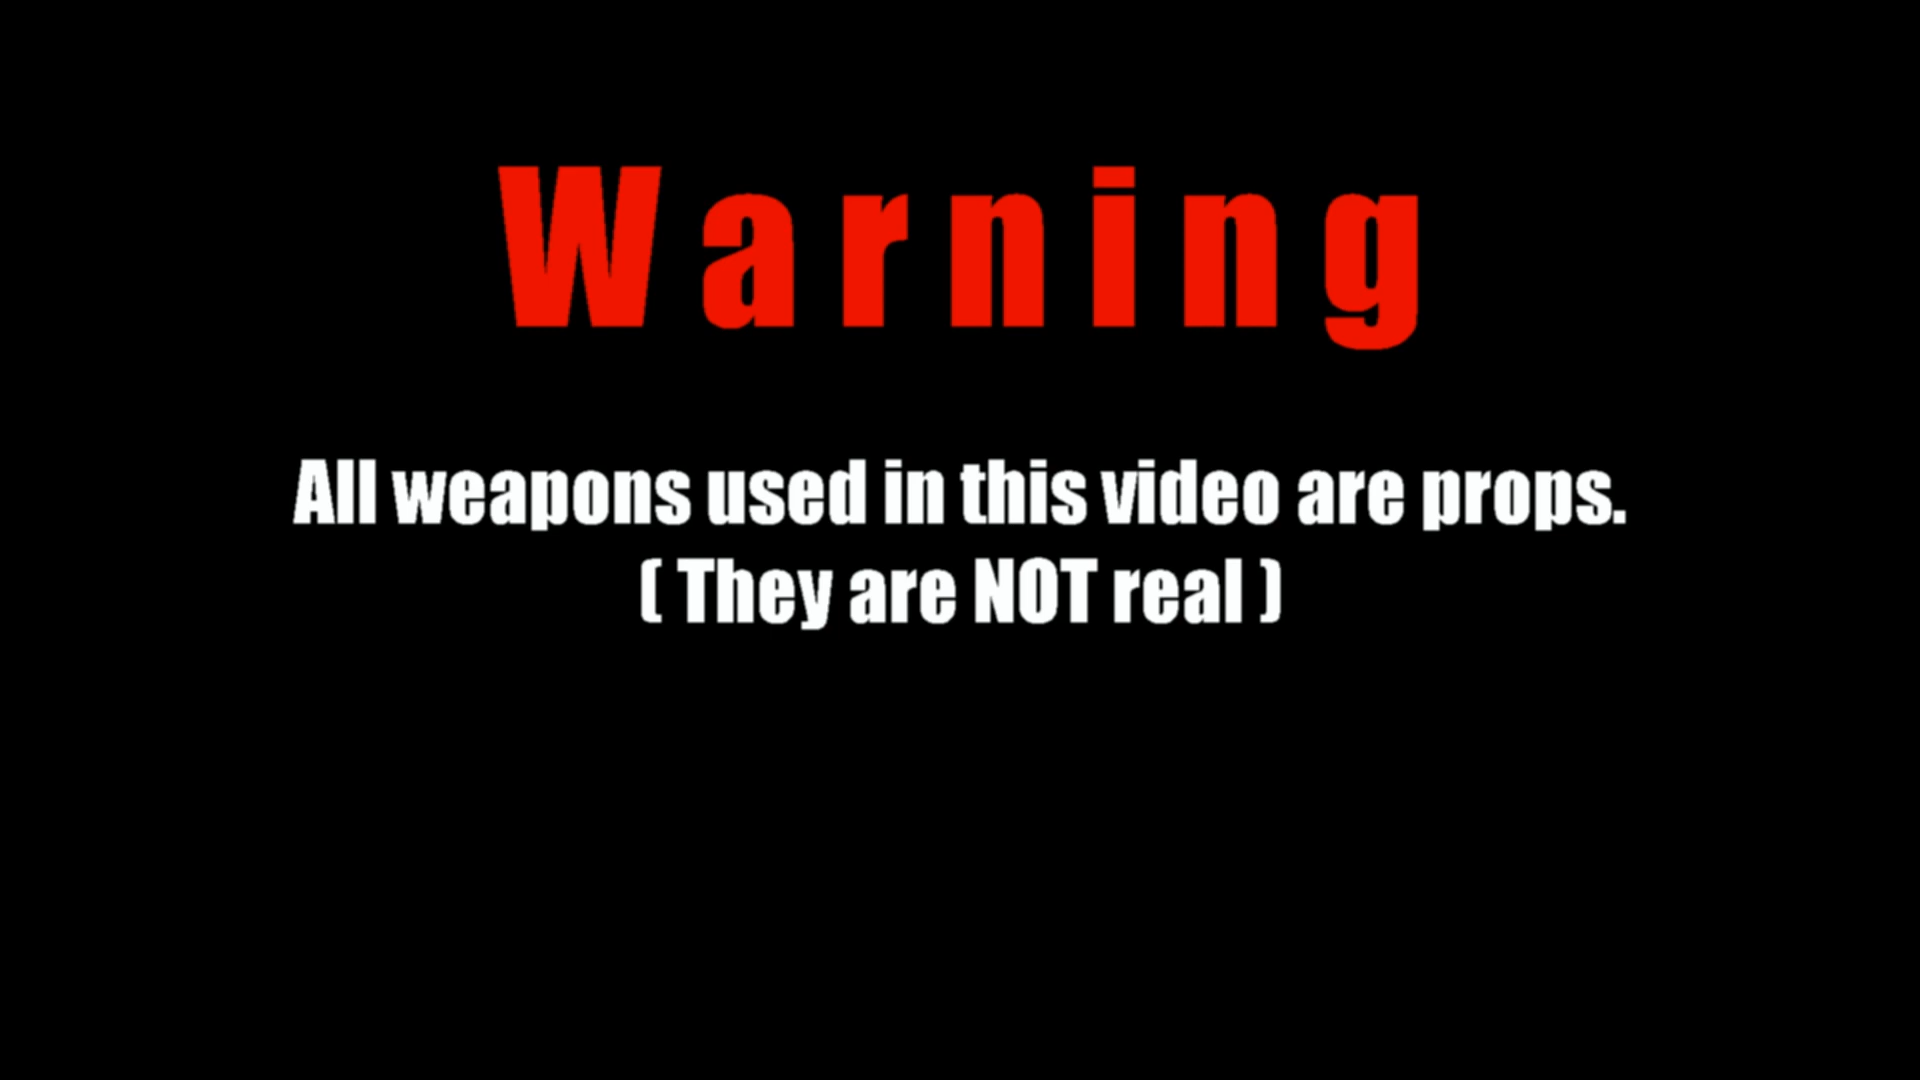 Warning
All weapons used in this video are props.
( They are NOT real )